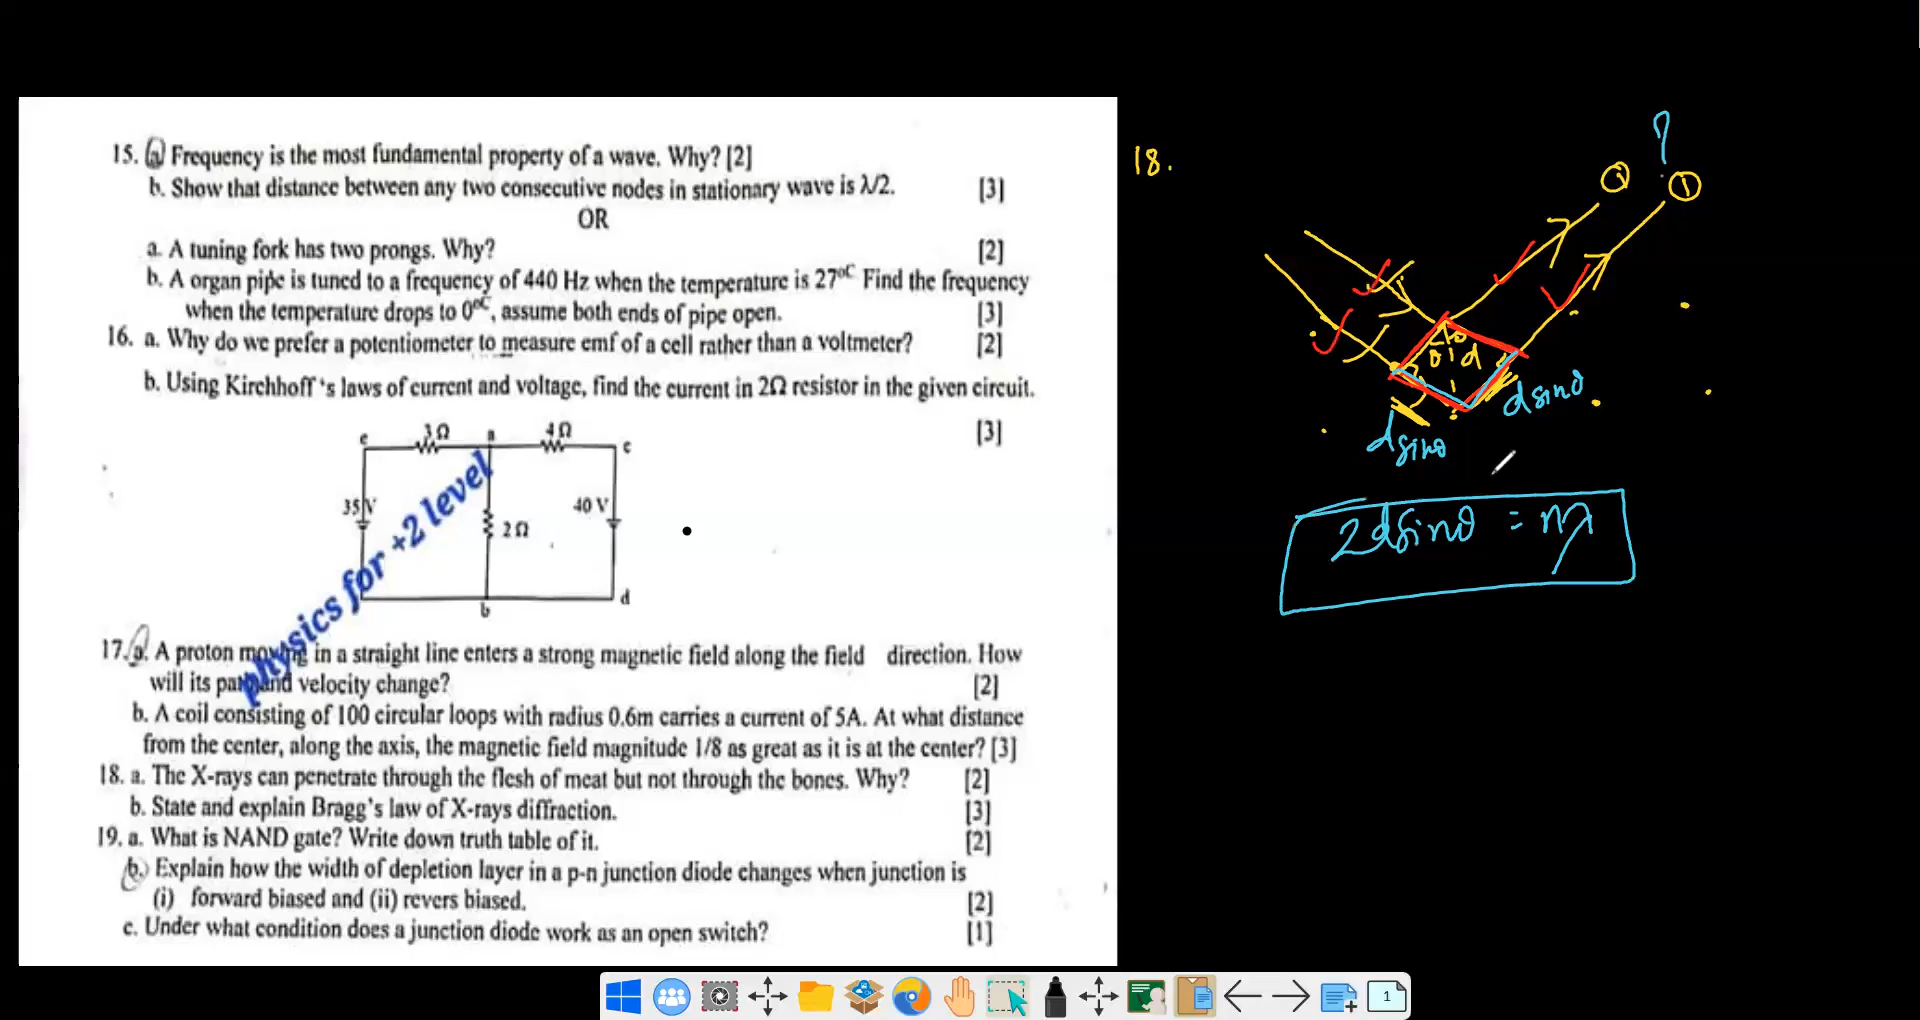 15. (a) Frequency is the most fundamental property of a wave. Why? [2]
b. Show that distance between any two consecutive nodes in stationary wave is λ/2. [3]
OR
a. A tuning fork has two prongs. Why? [2]
b. A organ pipe is tuned to a frequency of 440 Hz when the temperature is 27⁰ᶜ Find the frequency
when the temperature drops to 0⁰ᶜ, assume both ends of pipe open. [3]
16. a. Why do we prefer a potentiometer to measure emf of a cell rather than a voltmeter? [2]
b. Using Kirchhoff 's laws of current and voltage, find the current in 2Ω resistor in the given circuit.
[3]
e 3Ω a 4Ω c
35 V 2Ω 40 V
b d
physics for +2 level
17. a. A proton moving in a straight line enters a strong magnetic field along the field direction. How
will its path and velocity change? [2]
b. A coil consisting of 100 circular loops with radius 0.6m carries a current of 5A. At what distance
from the center, along the axis, the magnetic field magnitude 1/8 as great as it is at the center? [3]
18. a. The X-rays can penetrate through the flesh of meat but not through the bones. Why? [2]
b. State and explain Bragg's law of X-rays diffraction. [3]
19. a. What is NAND gate? Write down truth table of it. [2]
b. Explain how the width of depletion layer in a p-n junction diode changes when junction is
(i) forward biased and (ii) revers biased. [2]
c. Under what condition does a junction diode work as an open switch? [1]
18.
?
1
θ d
d sinθ
d sinθ
2dsinθ = nλ
1